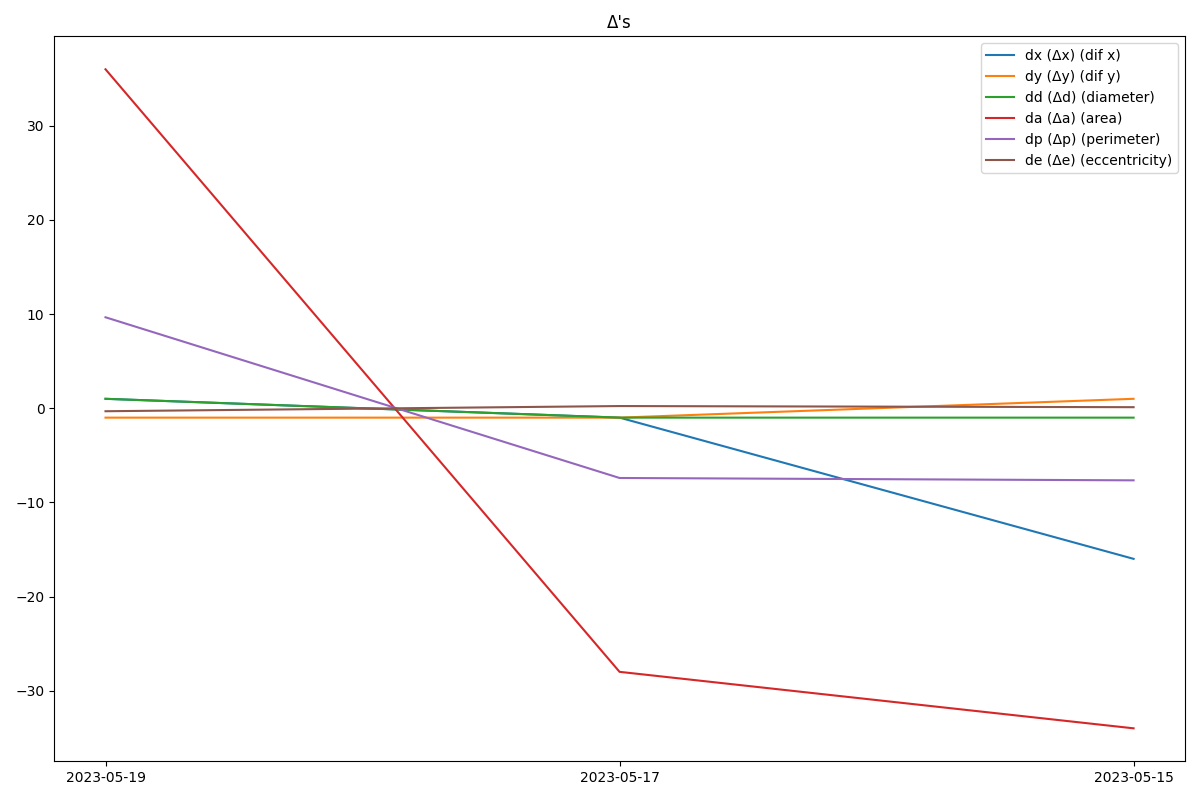 Δ's
dx (Δx) (dif x)
dy (Δy) (dif y)
dd (Δd) (diameter)
da (Δa) (area)
dp (Δp) (perimeter)
de (Δe) (eccentricity)
30
20
10
0
−10
−20
−30
2023-05-19 2023-05-17 2023-05-15